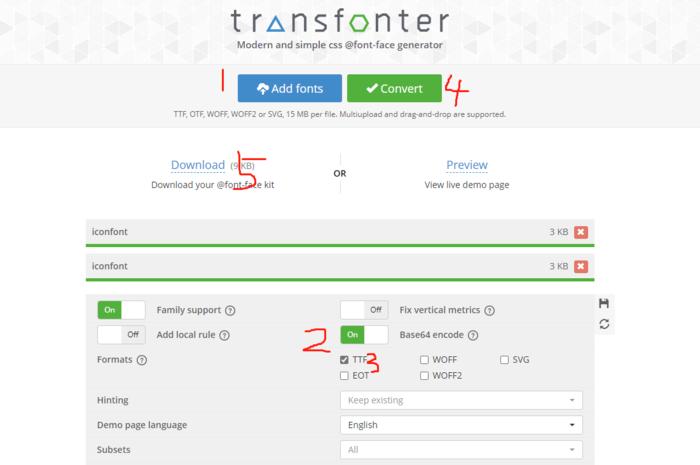 transfonter
Modern and simple css @font-face generator
1 Add fonts Convert 4
TTF, OTF, WOFF, WOFF2 or SVG, 15 MB per file. Multiupload and drag-and-drop are supported.
Download (9 KB) 5 OR Preview
Download your @font-face kit View live demo page
iconfont 3 KB
iconfont 3 KB
On Family support Off Fix vertical metrics
Off Add local rule 2 On Base64 encode
Formats TTF 3 WOFF SVG
EOT WOFF2
Hinting Keep existing
Demo page language English
Subsets All